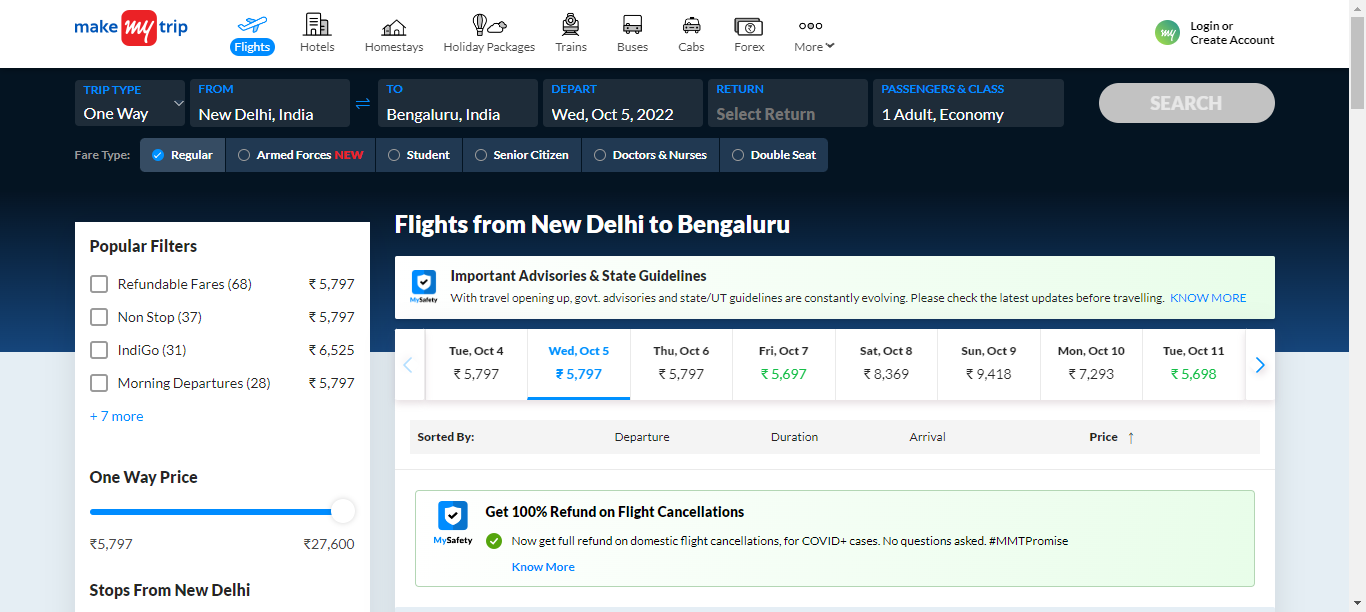 make my trip
Flights
Hotels
Homestays
Holiday Packages
Trains
Buses
Cabs
Forex
More
my
Login or
Create Account
TRIP TYPE
One Way
FROM
New Delhi, India
TO
Bengaluru, India
DEPART
Wed, Oct 5, 2022
RETURN
Select Return
PASSENGERS & CLASS
1 Adult, Economy
SEARCH
Fare Type:
Regular
Armed Forces NEW
Student
Senior Citizen
Doctors & Nurses
Double Seat
Popular Filters
Refundable Fares (68) ₹ 5,797
Non Stop (37) ₹ 5,797
IndiGo (31) ₹ 6,525
Morning Departures (28) ₹ 5,797
+ 7 more
One Way Price
₹5,797 ₹27,600
Stops From New Delhi
Flights from New Delhi to Bengaluru
MySafety
Important Advisories & State Guidelines
With travel opening up, govt. advisories and state/UT guidelines are constantly evolving. Please check the latest updates before travelling. KNOW MORE
Tue, Oct 4
₹ 5,797
Wed, Oct 5
₹ 5,797
Thu, Oct 6
₹ 5,797
Fri, Oct 7
₹ 5,697
Sat, Oct 8
₹ 8,369
Sun, Oct 9
₹ 9,418
Mon, Oct 10
₹ 7,293
Tue, Oct 11
₹ 5,698
Sorted By: Departure Duration Arrival Price ↑
MySafety
Get 100% Refund on Flight Cancellations
Now get full refund on domestic flight cancellations, for COVID+ cases. No questions asked. #MMTPromise
Know More